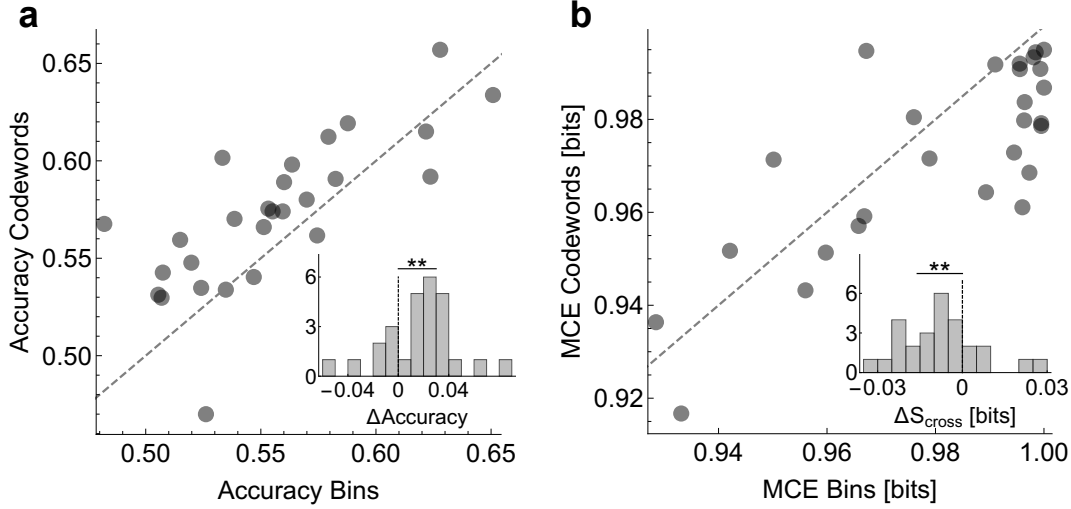 a
b
0.65
0.60
0.55
0.50
Accuracy Codewords
0.50 0.55 0.60 0.65
Accuracy Bins
**
6
3
0
−0.04 0 0.04
ΔAccuracy
0.98
0.96
0.94
0.92
MCE Codewords [bits]
0.94 0.96 0.98 1.00
MCE Bins [bits]
**
6
3
0
−0.03 0 0.03
ΔS_cross [bits]